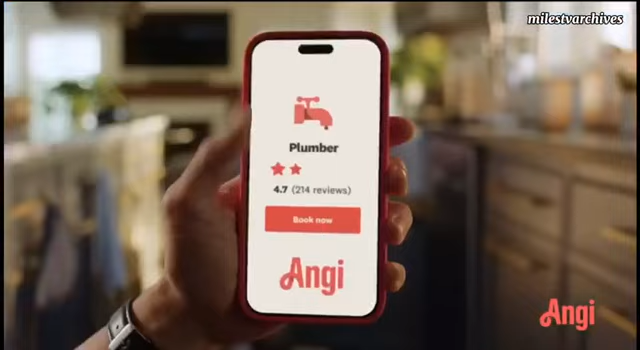 milestvarchives
Plumber
4.7 (214 reviews)
Book now
Angi
Angi